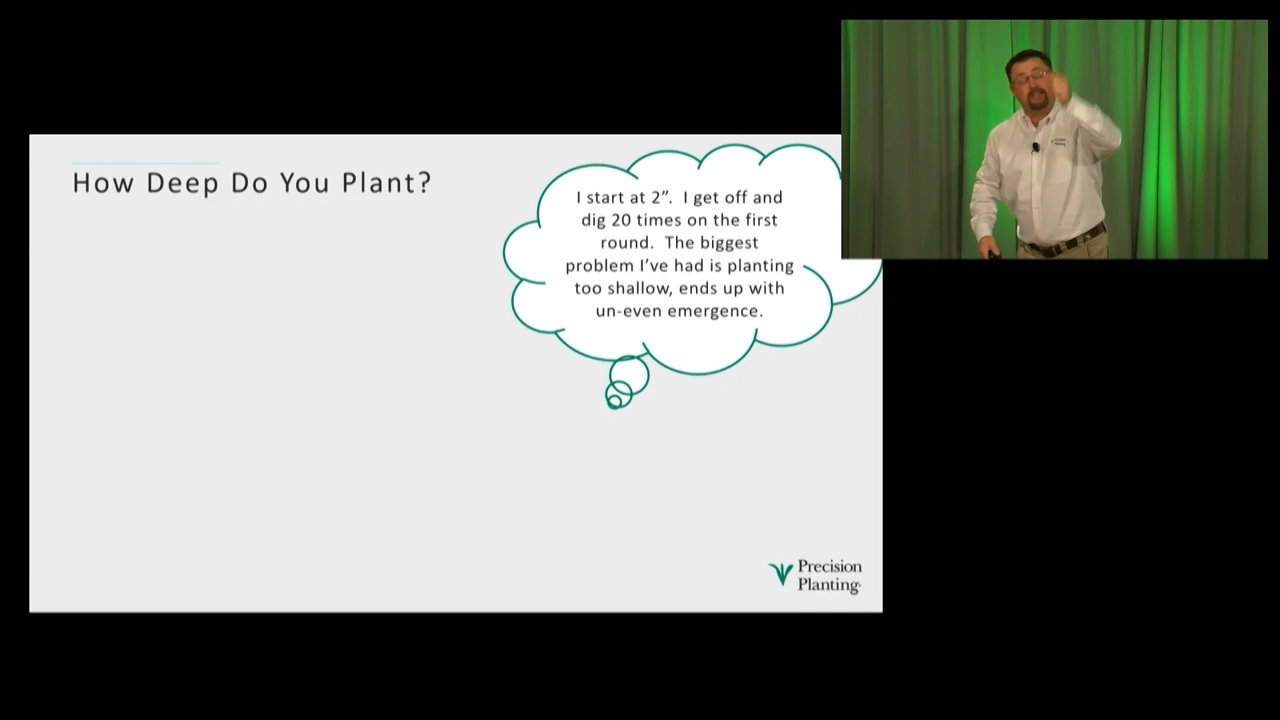 How Deep Do You Plant?
I start at 2”. I get off and
dig 20 times on the first
round. The biggest
problem I’ve had is planting
too shallow, ends up with
un-even emergence.
Precision
Planting